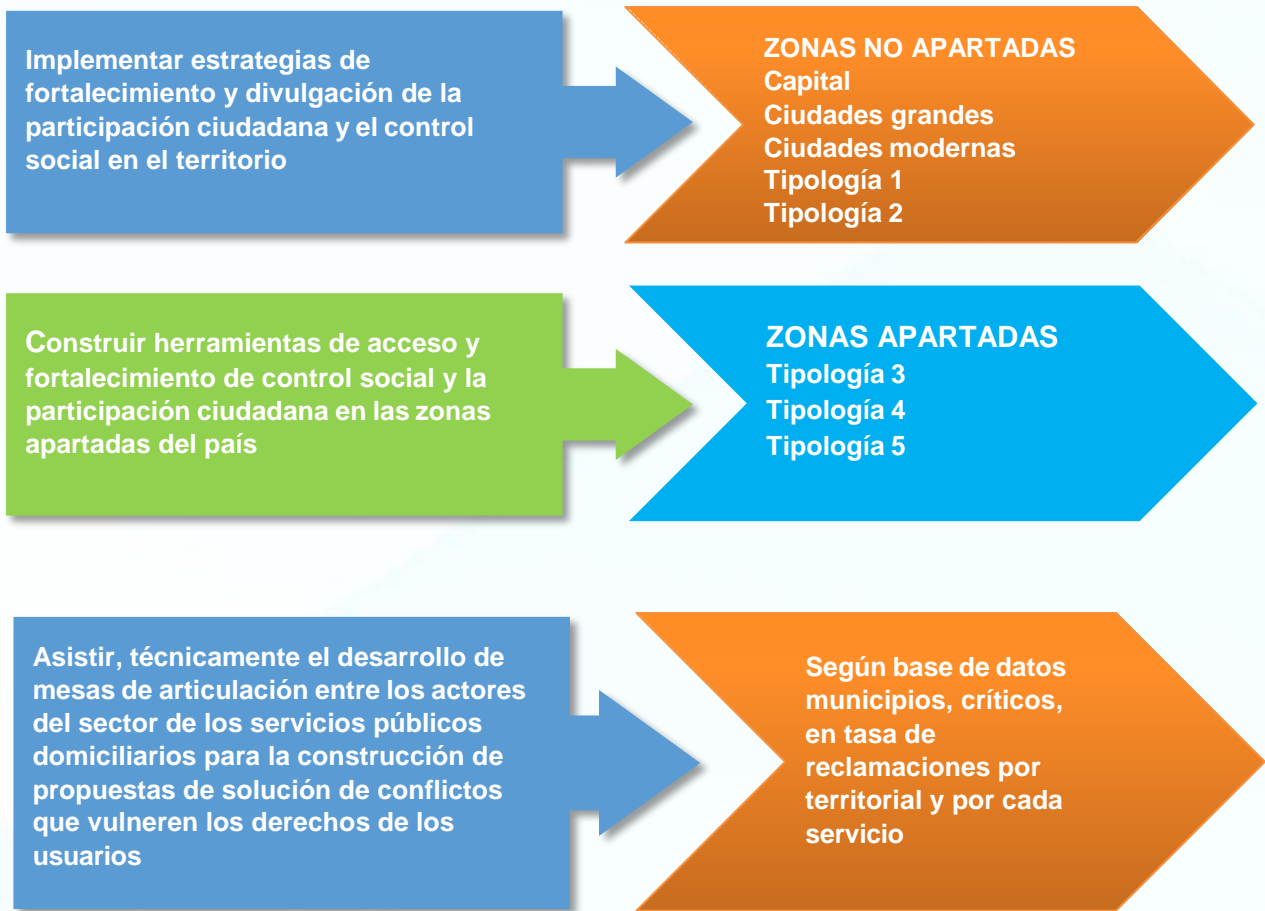 Implementar estrategias de
fortalecimiento y divulgación de la
participación ciudadana y el control
social en el territorio
ZONAS NO APARTADAS
Capital
Ciudades grandes
Ciudades modernas
Tipología 1
Tipología 2
Construir herramientas de acceso y
fortalecimiento de control social y la
participación ciudadana en las zonas
apartadas del país
ZONAS APARTADAS
Tipología 3
Tipología 4
Tipología 5
Asistir, técnicamente el desarrollo de
mesas de articulación entre los actores
del sector de los servicios públicos
domiciliarios para la construcción de
propuestas de solución de conflictos
que vulneren los derechos de los
usuarios
Según base de datos
municipios, críticos,
en tasa de
reclamaciones por
territorial y por cada
servicio